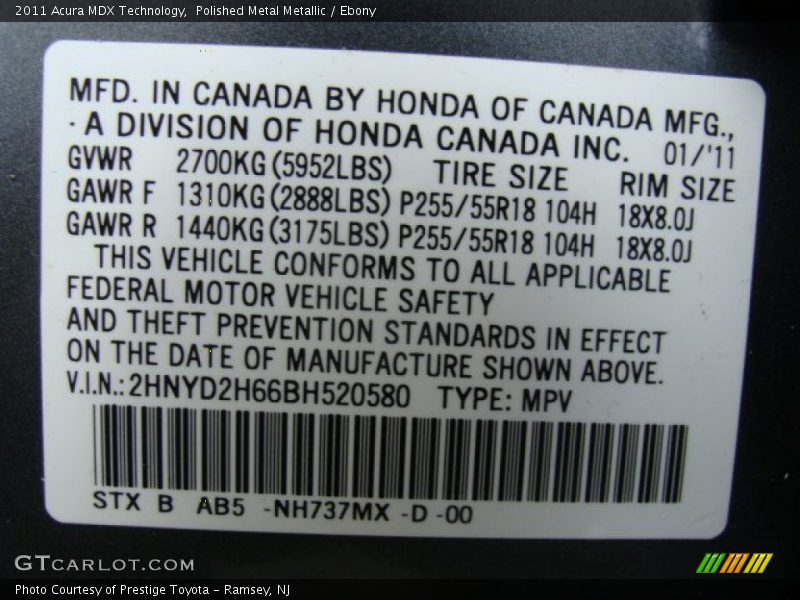 2011 Acura MDX Technology,  Polished Metal Metallic / Ebony
MFD. IN CANADA BY HONDA OF CANADA MFG.,
. A DIVISION OF HONDA CANADA INC. 01/'11
GVWR 2700KG(5952LBS) TIRE SIZE RIM SIZE
GAWR F 1310KG(2888LBS) P255/55R18 104H 18X8.0J
GAWR R 1440KG(3175LBS) P255/55R18 104H 18X8.0J
THIS VEHICLE CONFORMS TO ALL APPLICABLE
FEDERAL MOTOR VEHICLE SAFETY
AND THEFT PREVENTION STANDARDS IN EFFECT
ON THE DATE OF MANUFACTURE SHOWN ABOVE.
V.I.N.:2HNYD2H66BH520580 TYPE: MPV
STX B AB5 -NH737MX -D -00
GTCARLOT.COM
Photo Courtesy of Prestige Toyota - Ramsey, NJ